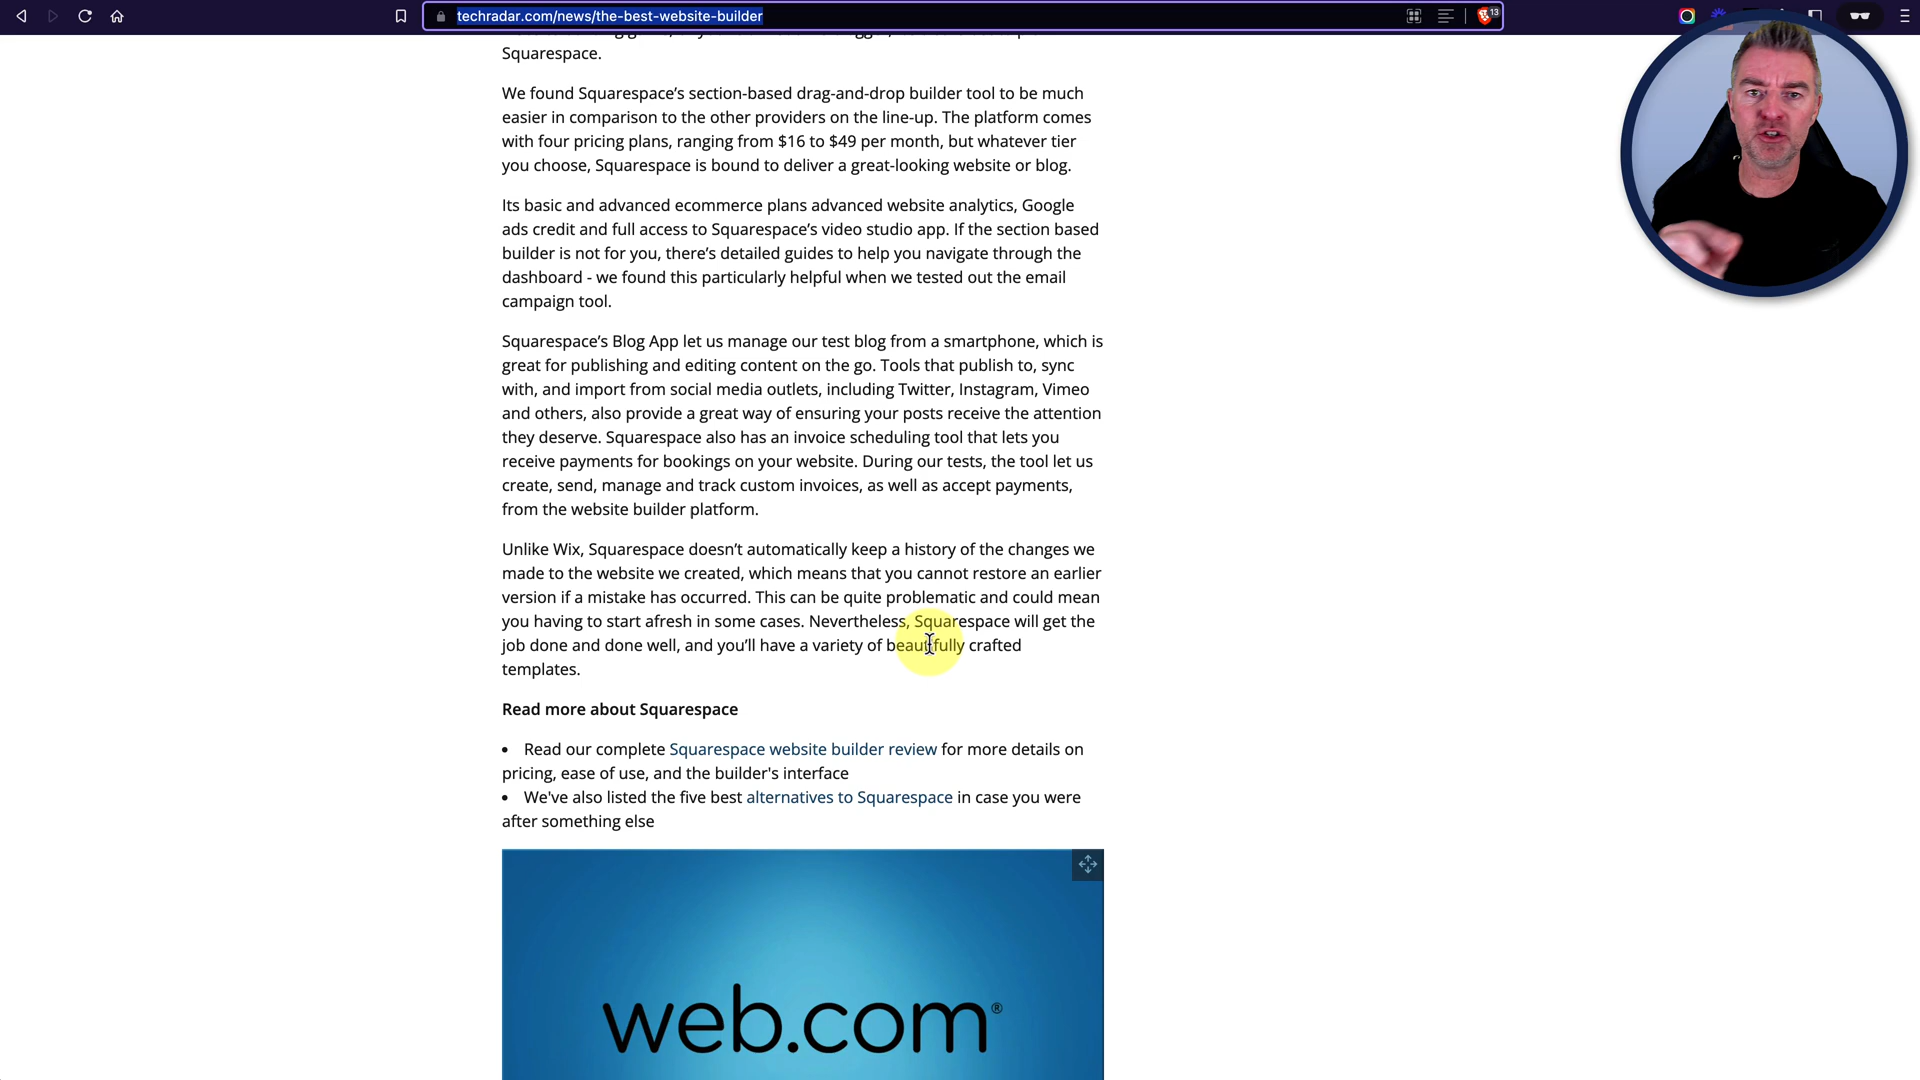 techradar.com/news/the-best-website-builder
13
Squarespace.
We found Squarespace’s section-based drag-and-drop builder tool to be much
easier in comparison to the other providers on the line-up. The platform comes
with four pricing plans, ranging from $16 to $49 per month, but whatever tier
you choose, Squarespace is bound to deliver a great-looking website or blog.
Its basic and advanced ecommerce plans advanced website analytics, Google
ads credit and full access to Squarespace’s video studio app. If the section based
builder is not for you, there’s detailed guides to help you navigate through the
dashboard - we found this particularly helpful when we tested out the email
campaign tool.
Squarespace’s Blog App let us manage our test blog from a smartphone, which is
great for publishing and editing content on the go. Tools that publish to, sync
with, and import from social media outlets, including Twitter, Instagram, Vimeo
and others, also provide a great way of ensuring your posts receive the attention
they deserve. Squarespace also has an invoice scheduling tool that lets you
receive payments for bookings on your website. During our tests, the tool let us
create, send, manage and track custom invoices, as well as accept payments,
from the website builder platform.
Unlike Wix, Squarespace doesn’t automatically keep a history of the changes we
made to the website we created, which means that you cannot restore an earlier
version if a mistake has occurred. This can be quite problematic and could mean
you having to start afresh in some cases. Nevertheless, Squarespace will get the
job done and done well, and you’ll have a variety of beautifully crafted
templates.
Read more about Squarespace
• Read our complete Squarespace website builder review for more details on
pricing, ease of use, and the builder's interface
• We've also listed the five best alternatives to Squarespace in case you were
after something else
web.com®